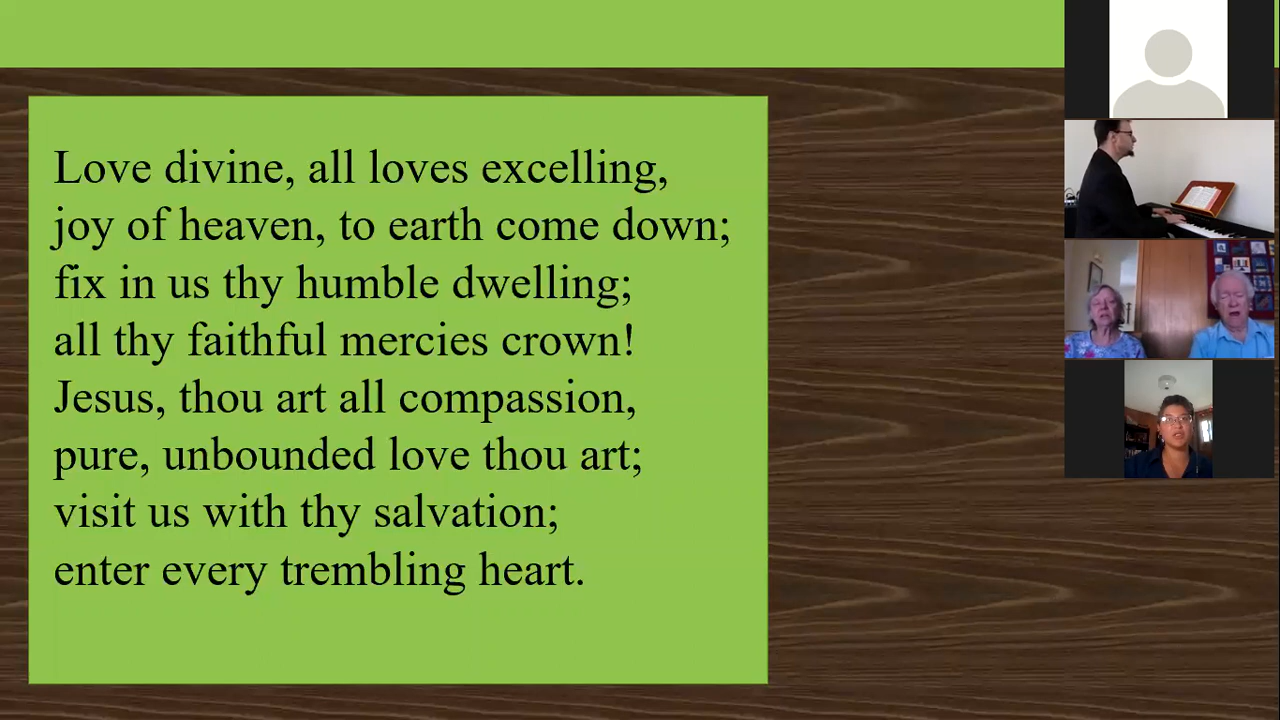 Love divine, all loves excelling,
joy of heaven, to earth come down;
fix in us thy humble dwelling;
all thy faithful mercies crown!
Jesus, thou art all compassion,
pure, unbounded love thou art;
visit us with thy salvation;
enter every trembling heart.